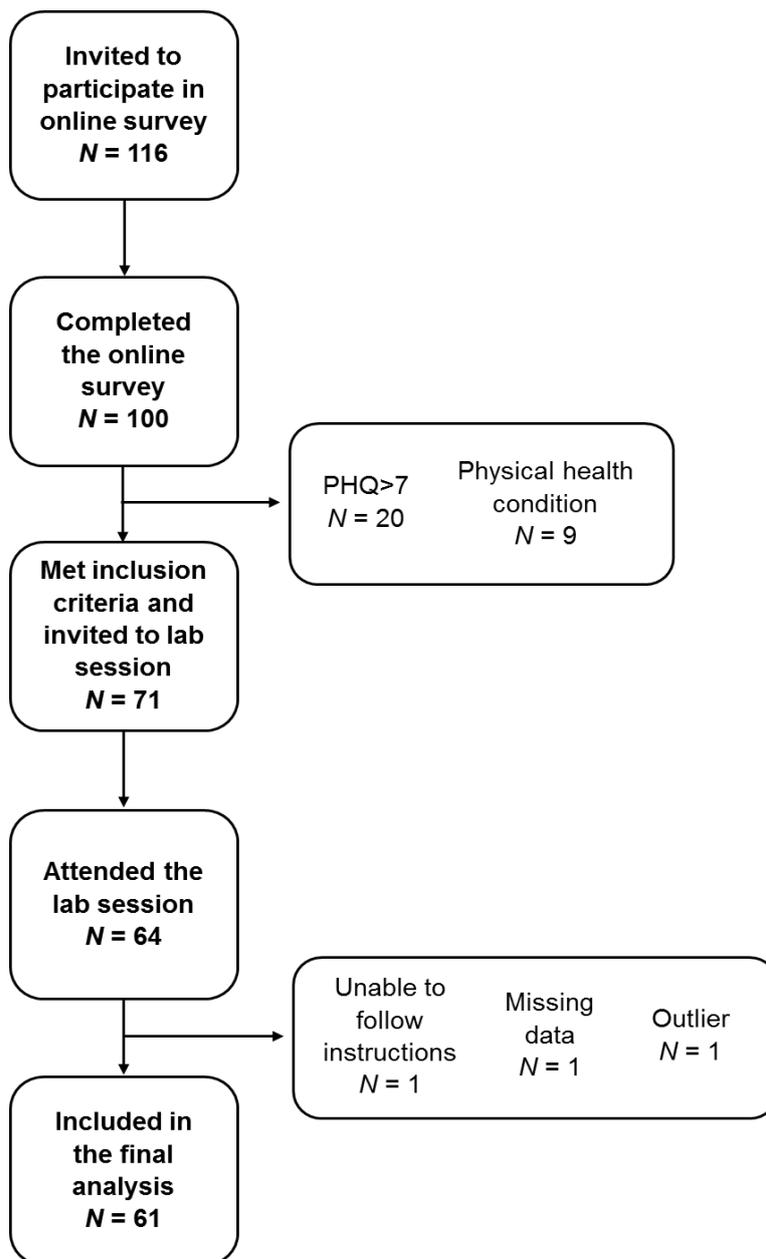 Invited to
participate in
online survey
N = 116
Completed
the online
survey
N = 100
PHQ>7
N = 20
Physical health
condition
N = 9
Met inclusion
criteria and
invited to lab
session
N = 71
Attended the
lab session
N = 64
Unable to
follow
instructions
N = 1
Missing
data
N = 1
Outlier
N = 1
Included in
the final
analysis
N = 61